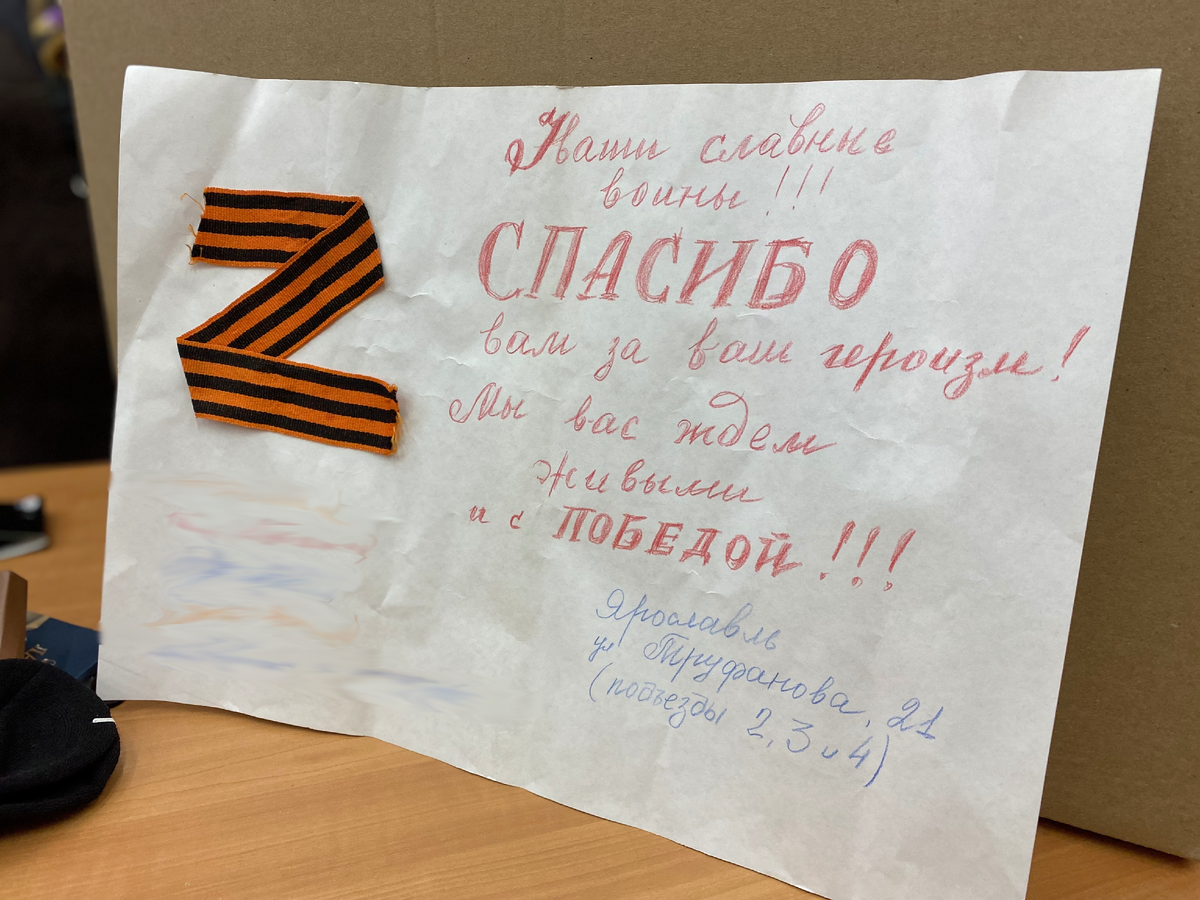 Z
Наши славные
воины!!!
СПАСИБО
вам за ваш героизм!
Мы вас ждем
живыми
и с ПОБЕДОЙ!!!
Ярославль
ул Труфанова, 21
(подъезды 2, 3 и 4)